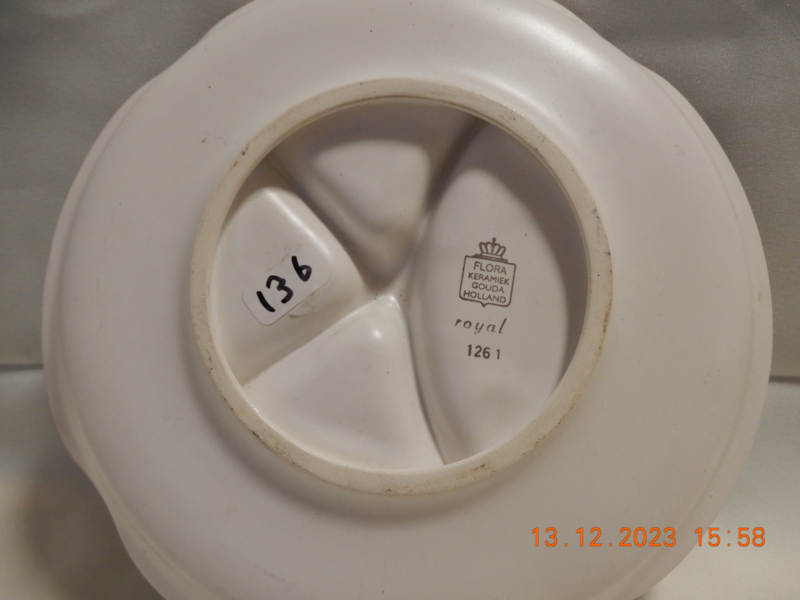 136
FLORA
KERAMIEK
GOUDA
HOLLAND
royal
1261
13.12.2023 15:58